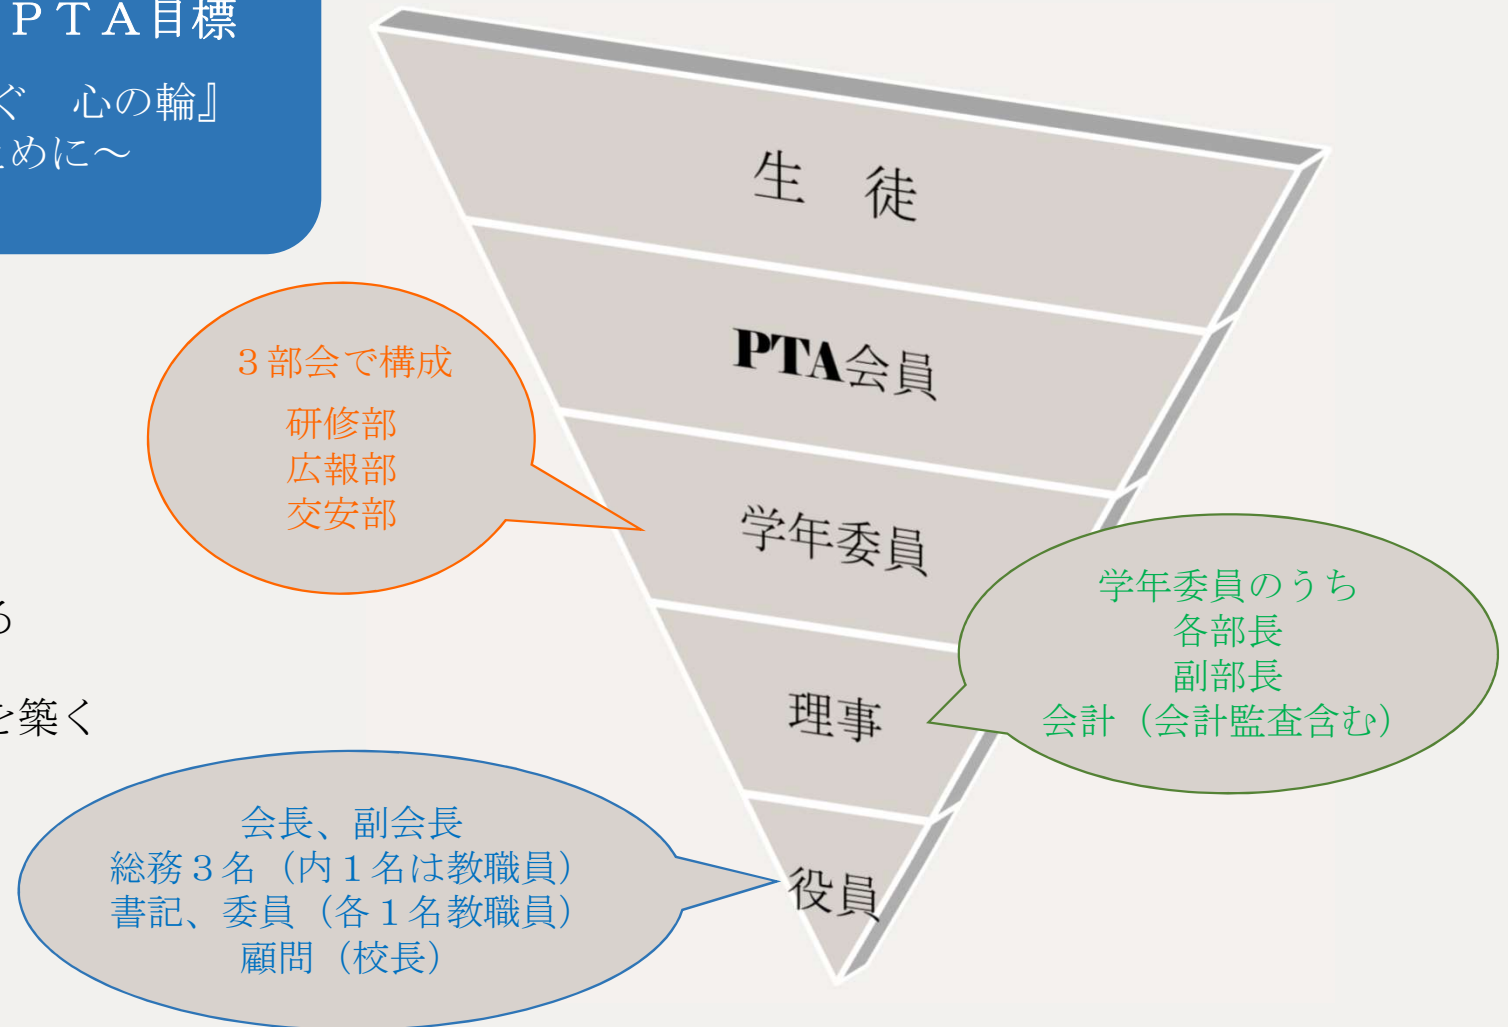 ＰＴＡ目標
ぐ　心の輪』
ために～
生　徒
PTA会員
３部会で構成
研修部
広報部
交安部
学年委員
学年委員のうち
各部長
副部長
会計（会計監査含む）
る
を築く
理事
会長、副会長
総務３名（内１名は教職員）
書記、委員（各１名教職員）
顧問（校長）
役員